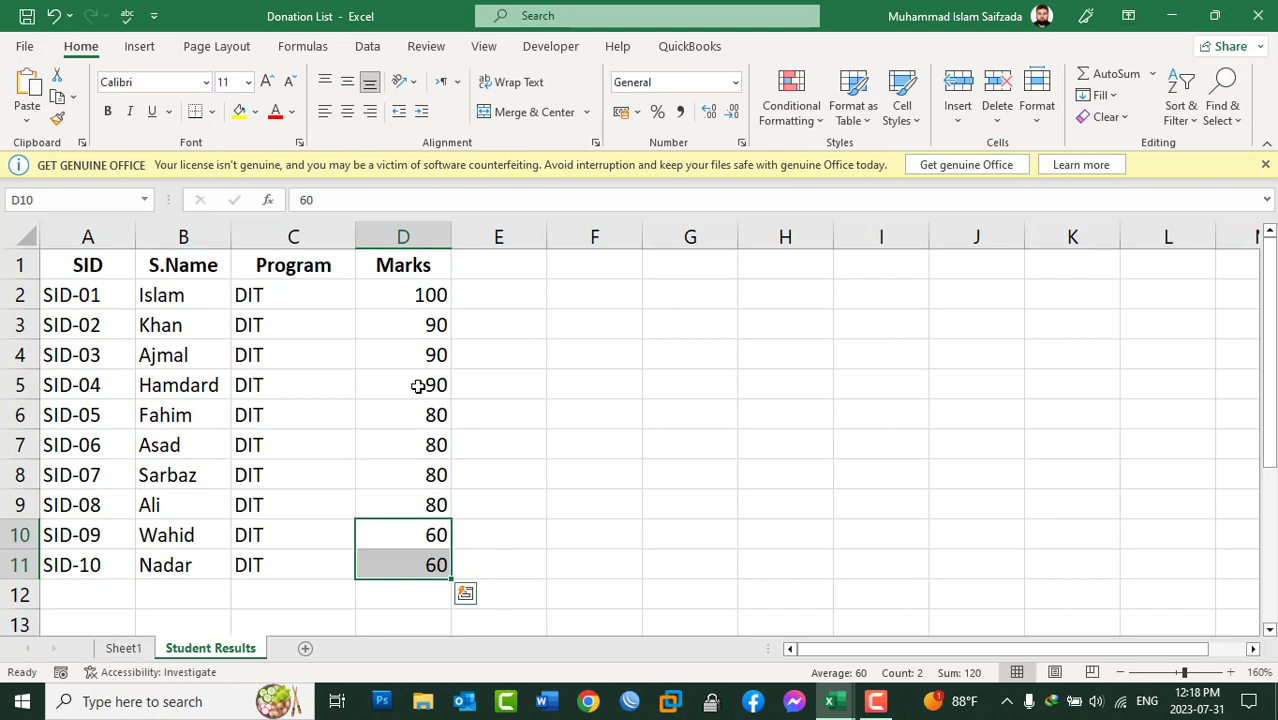 Donation List - Excel
Search
Muhammad Islam Saifzada
File Home Insert Page Layout Formulas Data Review View Developer Help QuickBooks Share
Paste
Calibri 11
Wrap Text
Merge & Center
General
Conditional Formatting
Format as Table
Cell Styles
Insert Delete Format
AutoSum
Fill
Clear
Sort & Filter
Find & Select
Clipboard Font Alignment Number Styles Cells Editing
GET GENUINE OFFICE Your license isn't genuine, and you may be a victim of software counterfeiting. Avoid interruption and keep your files safe with genuine Office today. Get genuine Office Learn more
D10 fx 60
A B C D E F G H I J K L
1 SID S.Name Program Marks
2 SID-01 Islam DIT 100
3 SID-02 Khan DIT 90
4 SID-03 Ajmal DIT 90
5 SID-04 Hamdard DIT 90
6 SID-05 Fahim DIT 80
7 SID-06 Asad DIT 80
8 SID-07 Sarbaz DIT 80
9 SID-08 Ali DIT 80
10 SID-09 Wahid DIT 60
11 SID-10 Nadar DIT 60
12
13
Sheet1 Student Results
Ready Accessibility: Investigate Average: 60 Count: 2 Sum: 120 160%
Type here to search 88°F ENG 12:18 PM
2023-07-31